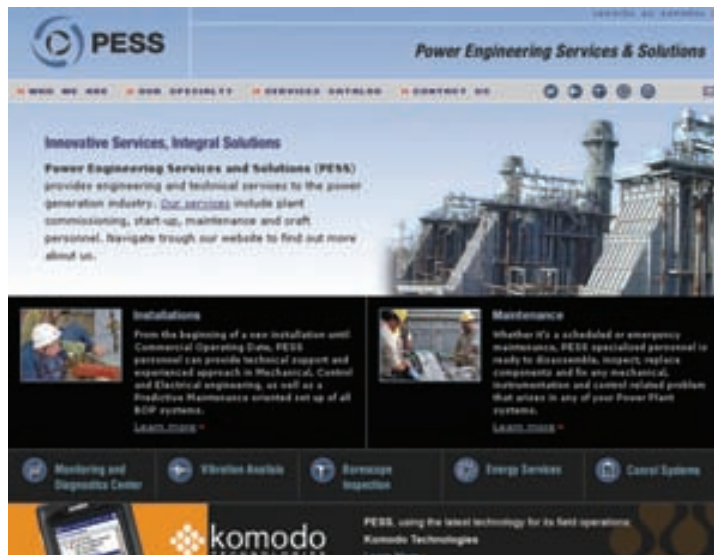 PESS
Power Engineering Services & Solutions
WHO WE ARE
OUR SPECIALTY
SERVICES CATALOG
CONTACT US
Innovative Services, Integral Solutions
Power Engineering Services and Solutions (PESS)
provides engineering and technical services to the power
generation industry. Our services include plant
commissioning, start-up, maintenance and craft
personnel. Navigate trough our website to find out more
about us.
Installations
From the beginning of a new installation until
Commercial Operating Date, PESS
personnel can provide technical support and
experienced approach in Mechanical, Control
and Electrical engineering, as well as a
Predictive Maintenance oriented set up of all
BOP systems.
Learn more
Maintenance
Whether it's a scheduled or emergency
maintenance, PESS specialized personnel is
ready to disassemble, inspect, replace
components and fix any mechanical,
instrumentation and control related problem
that arises in any of your Power Plant
systems.
Learn more
Monitoring and
Diagnostics Center
Vibration Analisis
Boroscope
Inspection
Energy Services
Conrol Systems
komodo
TECHNOLOGIES
PESS, using the latest technology for its field operations
Komodo Technologies
Learn More